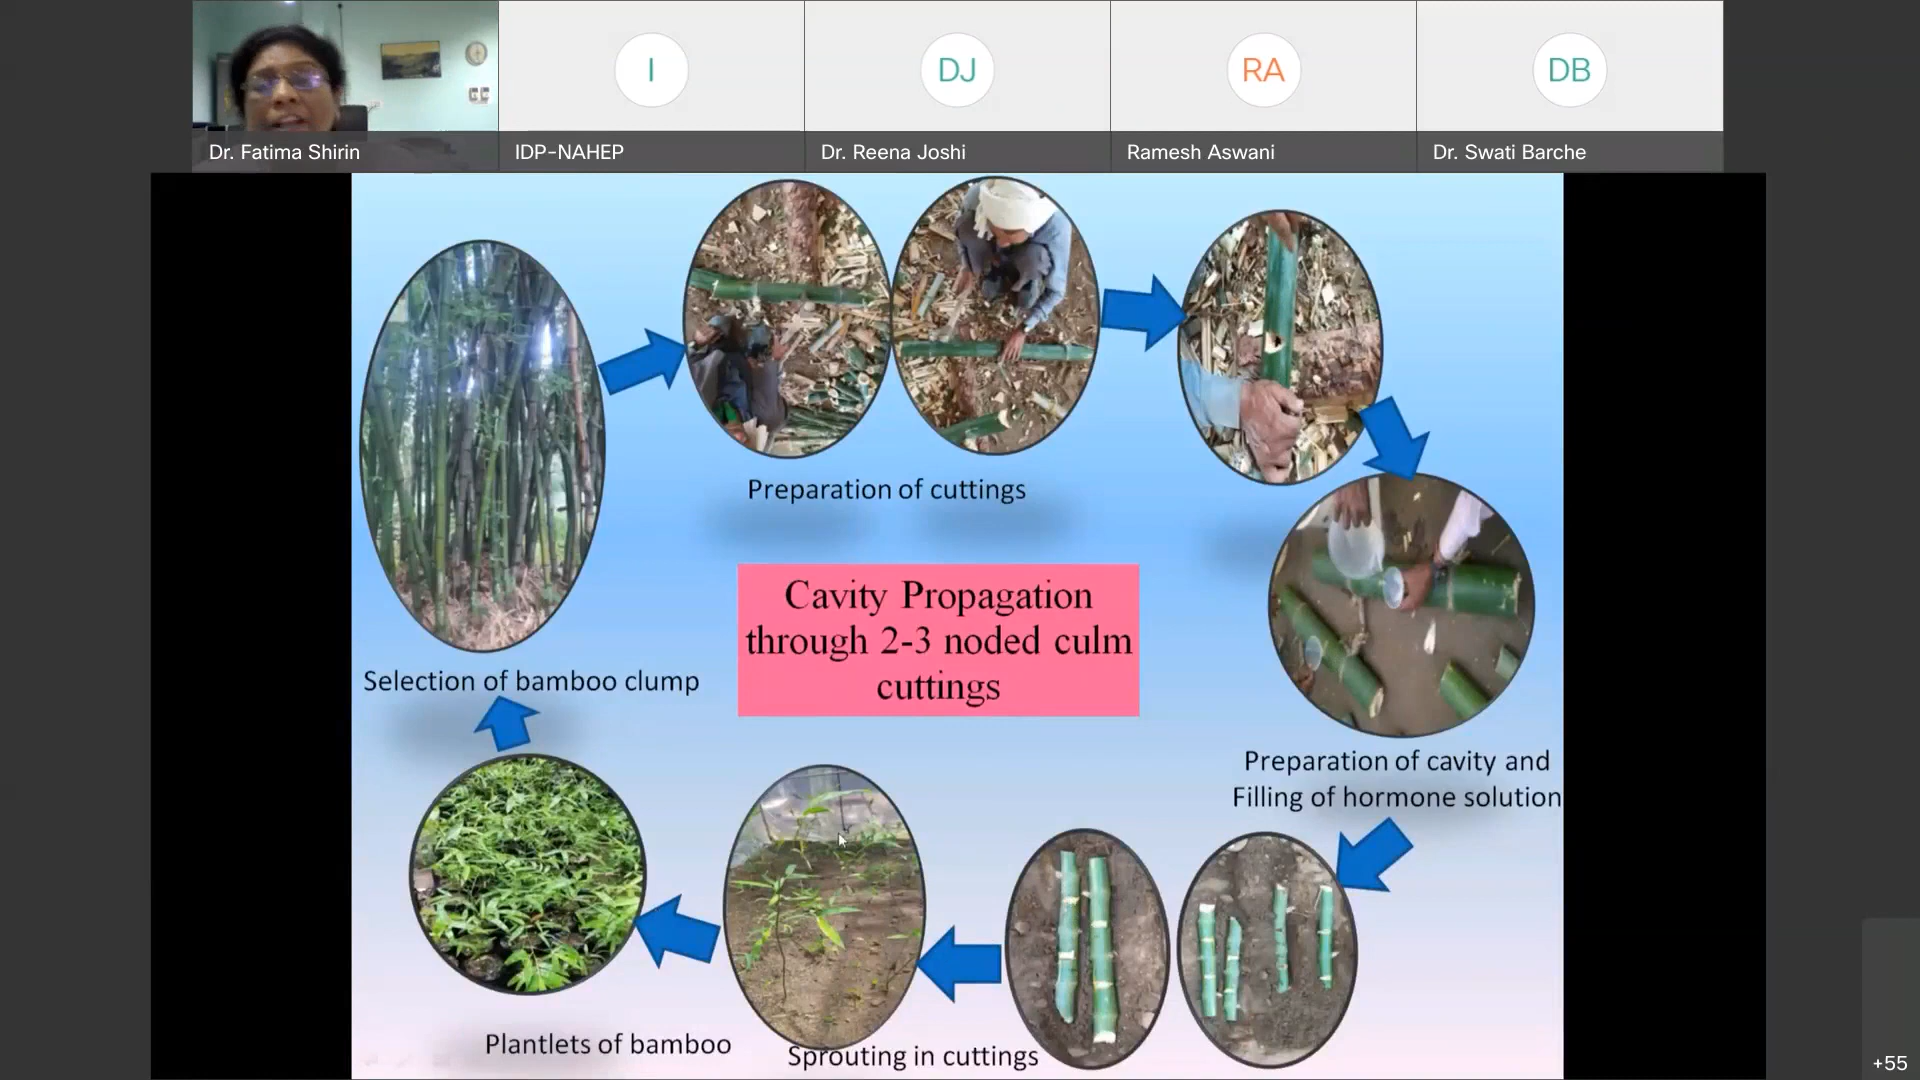 I
DJ
RA
DB
Dr. Fatima Shirin
IDP-NAHEP
Dr. Reena Joshi
Ramesh Aswani
Dr. Swati Barche
Preparation of cuttings
Cavity Propagation
through 2-3 noded culm
cuttings
Selection of bamboo clump
Preparation of cavity and
Filling of hormone solution
Plantlets of bamboo
Sprouting in cuttings
+55